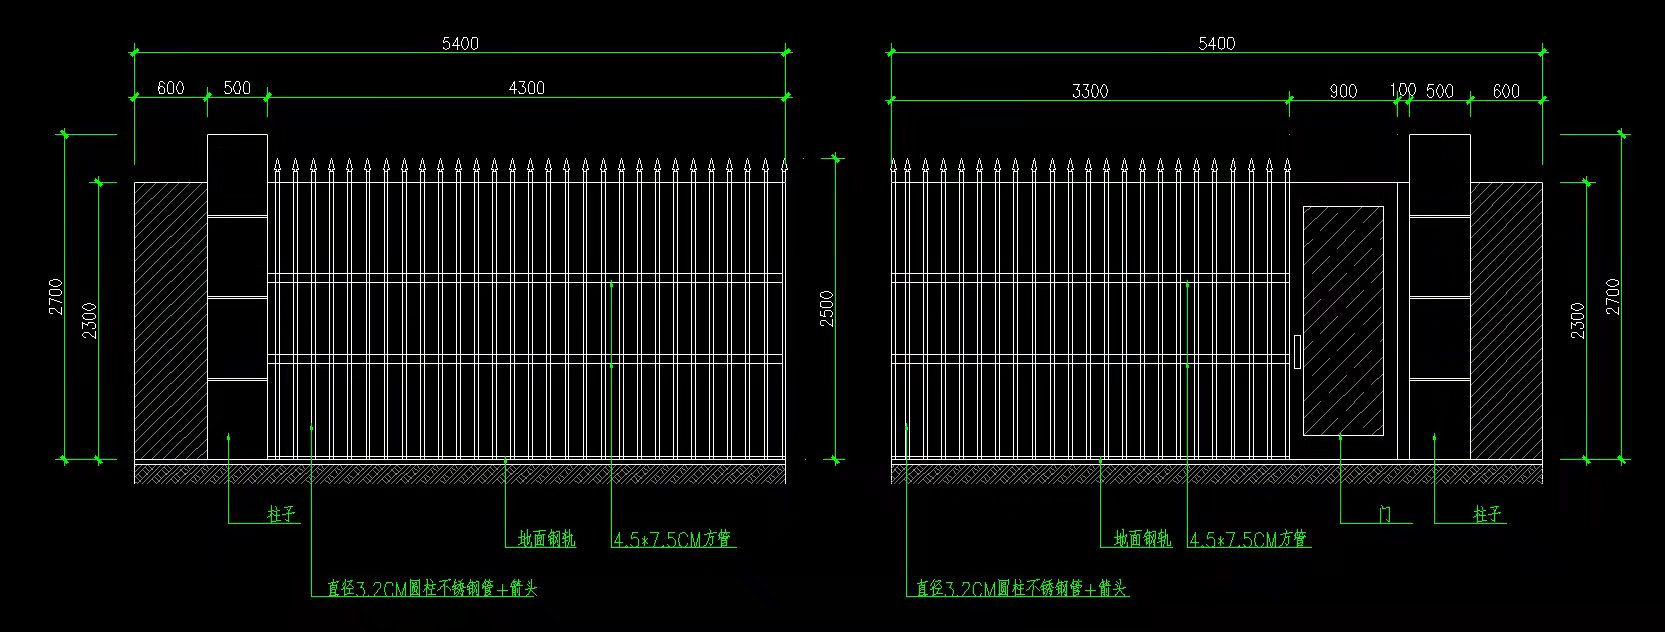 5400
5400
600
500
4300
3300
900
100
500
600
2700
2300
2500
2300
2700
柱子
地面钢轨
4.5*7.5CM方管
直径3.2CM圆柱不锈钢管+箭头
门
柱子
地面钢轨
4.5*7.5CM方管
直径3.2CM圆柱不锈钢管+箭头